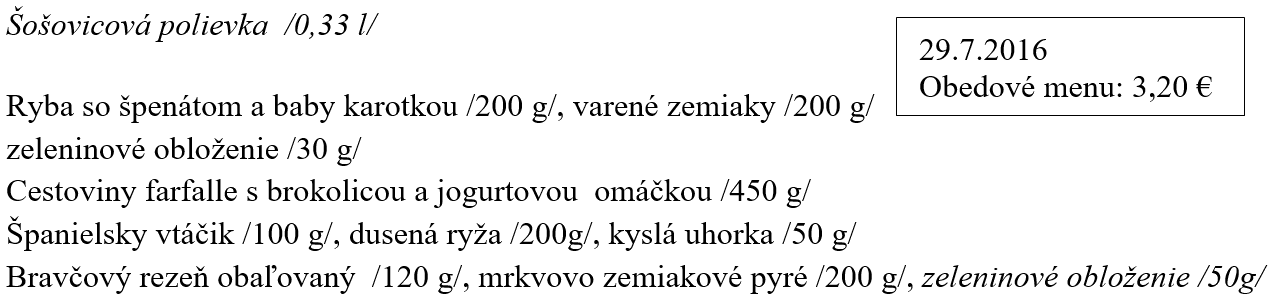 Šošovicová polievka /0,33 l/
29.7.2016
Obedové menu: 3,20 €
Ryba so špenátom a baby karotkou /200 g/, varené zemiaky /200 g/
zeleninové obloženie /30 g/
Cestoviny farfalle s brokolicou a jogurtovou omáčkou /450 g/
Španielsky vtáčik /100 g/, dusená ryža /200g/, kyslá uhorka /50 g/
Bravčový rezeň obaľovaný /120 g/, mrkvovo zemiakové pyré /200 g/, zeleninové obloženie /50g/